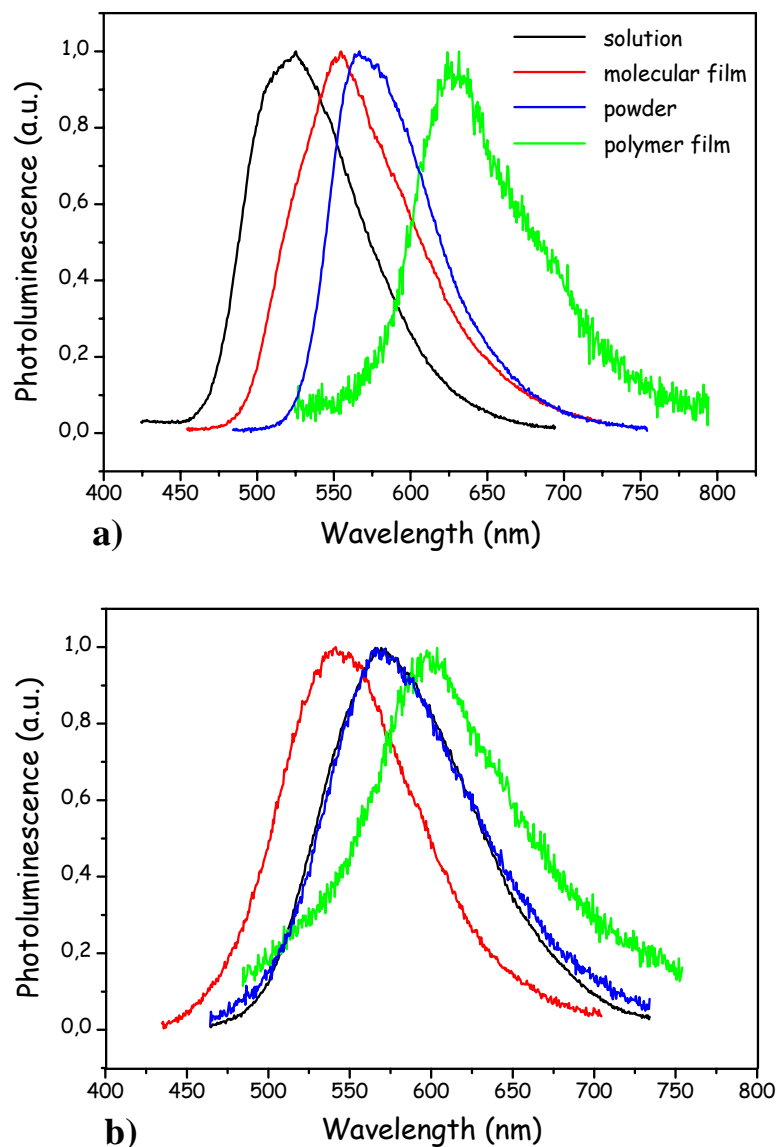 solution
molecular film
powder
polymer film
Photoluminescence (a.u.)
1,0
0,8
0,6
0,4
0,2
0,0
400 450 500 550 600 650 700 750 800
Wavelength (nm)
a)
Photoluminescence (a.u.)
1,0
0,8
0,6
0,4
0,2
0,0
400 450 500 550 600 650 700 750 800
Wavelength (nm)
b)